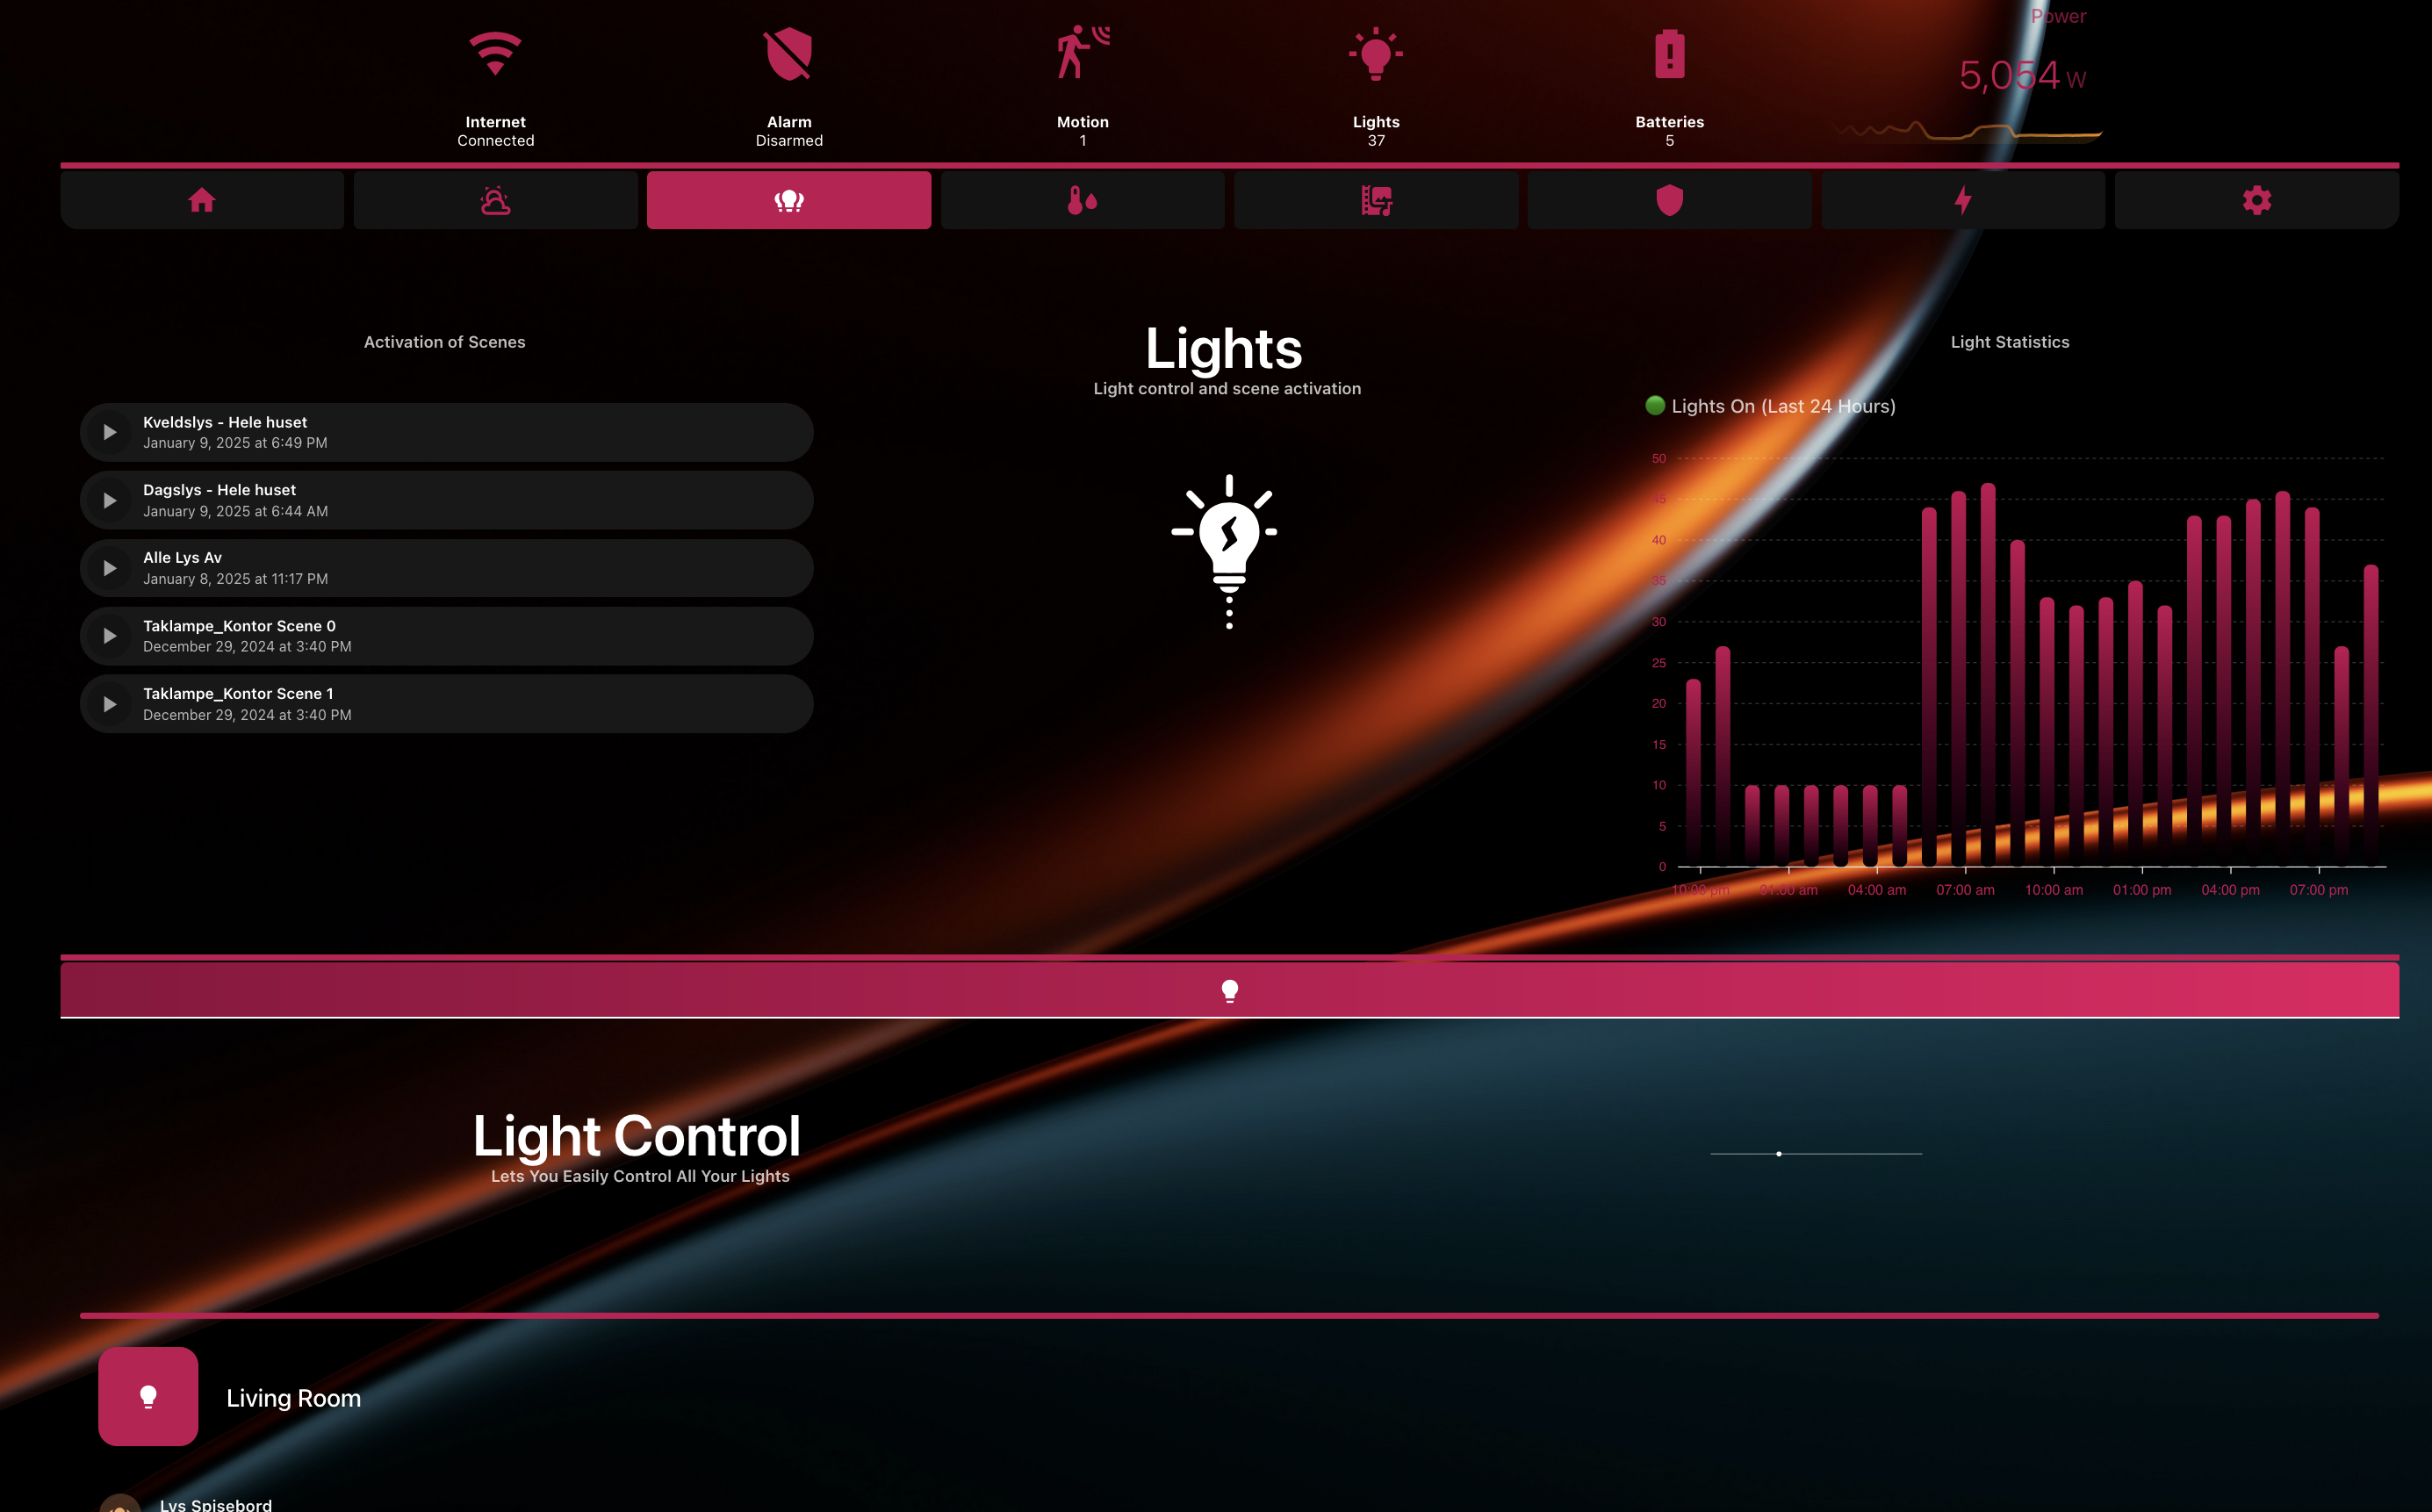 Power
5,054 W
Internet
Connected
Alarm
Disarmed
Motion
1
Lights
37
Batteries
5
Activation of Scenes
Kveldslys - Hele huset
January 9, 2025 at 6:49 PM
Dagslys - Hele huset
January 9, 2025 at 6:44 AM
Alle Lys Av
January 8, 2025 at 11:17 PM
Taklampe_Kontor Scene 0
December 29, 2024 at 3:40 PM
Taklampe_Kontor Scene 1
December 29, 2024 at 3:40 PM
Lights
Light control and scene activation
Light Statistics
Lights On (Last 24 Hours)
50
45
40
35
30
25
20
15
10
5
0
10:00 pm 01:00 am 04:00 am 07:00 am 10:00 am 01:00 pm 04:00 pm 07:00 pm
Light Control
Lets You Easily Control All Your Lights
Living Room
Lys Spisebord